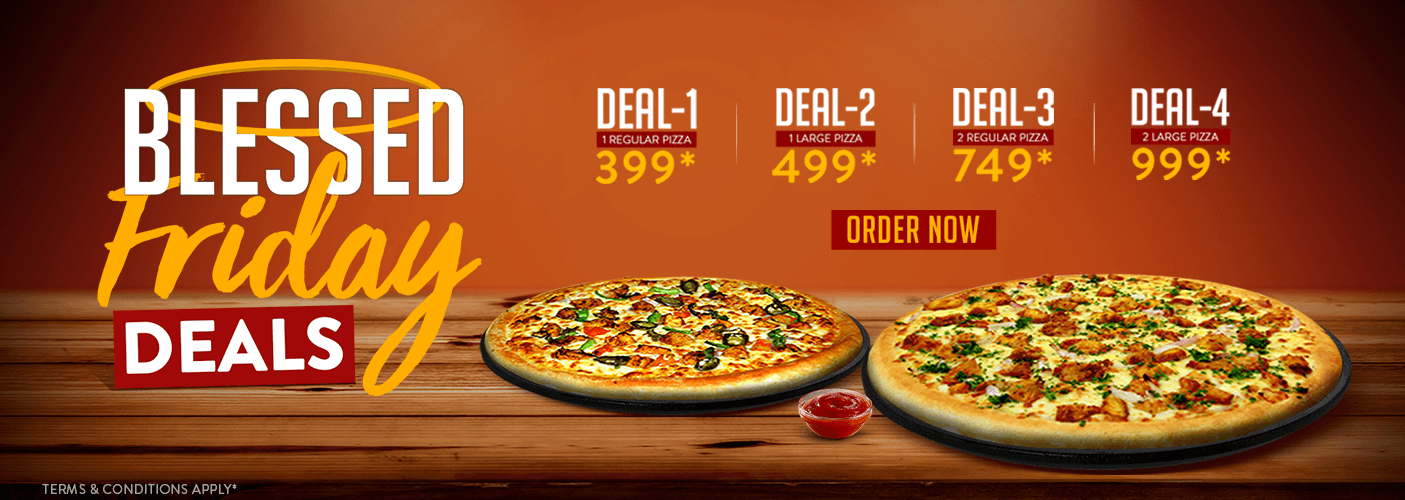 BLESSED
Friday
DEALS
DEAL-1
1 REGULAR PIZZA
399*
DEAL-2
1 LARGE PIZZA
499*
DEAL-3
2 REGULAR PIZZA
749*
DEAL-4
2 LARGE PIZZA
999*
ORDER NOW
TERMS & CONDITIONS APPLY*